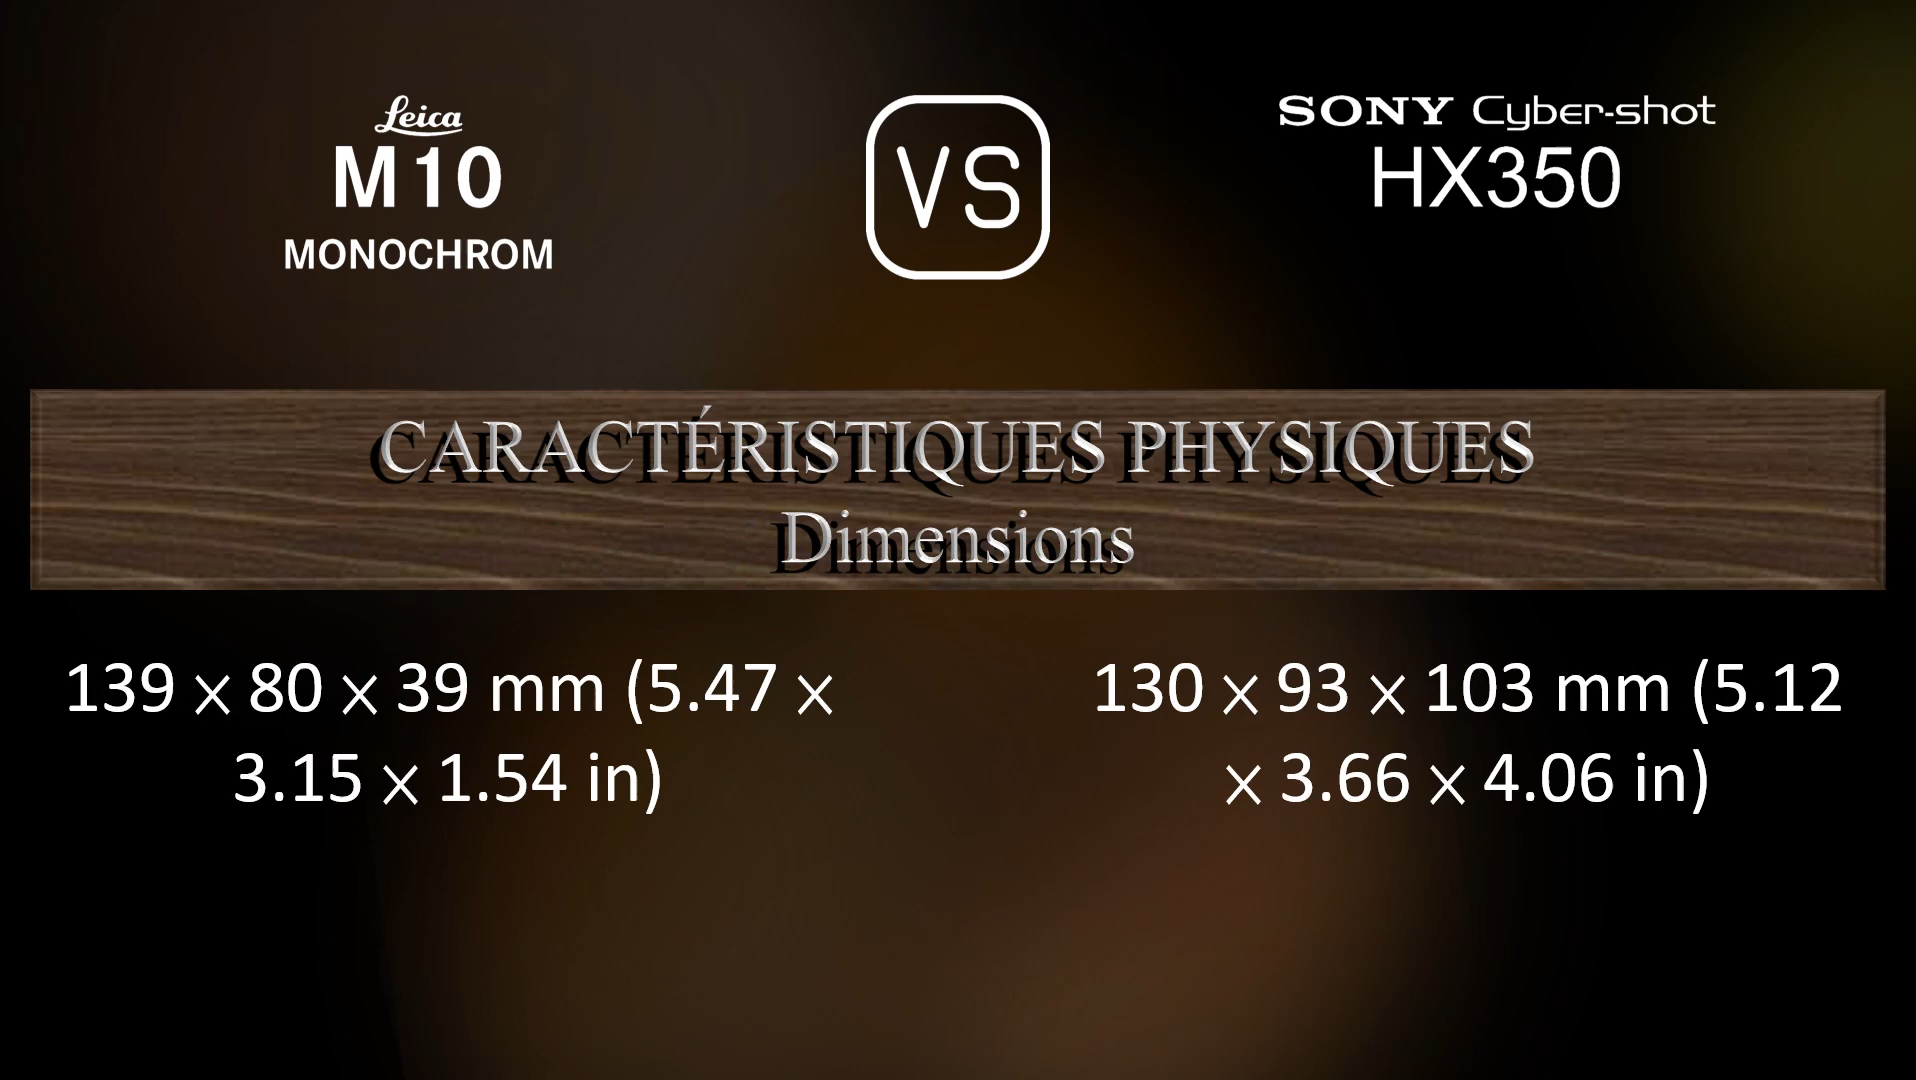 Leica
M10
MONOCHROM
VS
SONY Cyber-shot
HX350
CARACTÉRISTIQUES PHYSIQUES
Dimensions
139 x 80 x 39 mm (5.47 x
3.15 x 1.54 in)
130 x 93 x 103 mm (5.12
x 3.66 x 4.06 in)